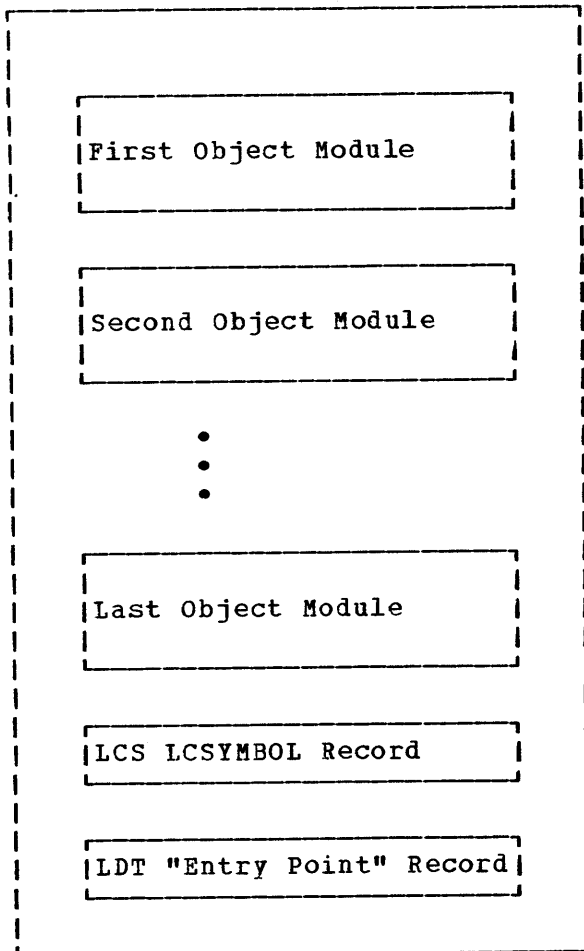 First Object Module
Second Object Module
Last Object Module
LCS LCSYMBOL Record
LDT "Entry Point" Record